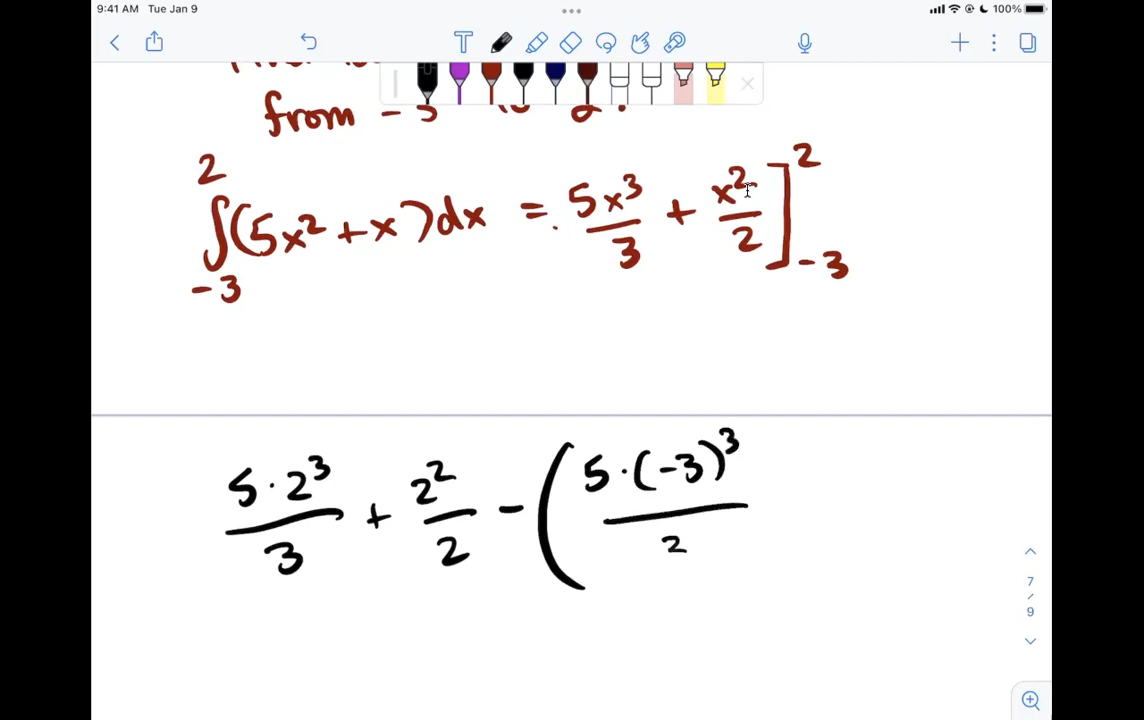 9:41 AM Tue Jan 9 100%
T
from - 3
∫_{-3}^{2} (5x² + x) dx = 5x³/3 + x²/2 ]_{-3}^{2}
5 · 2³/3 + 2²/2 - ( 5 · (-3)³/2
7
/
9